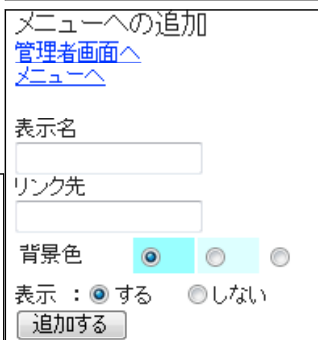 メニューへの追加
管理者画面へ
メニューへ
表示名
リンク先
背景色
表示 : する しない
追加する